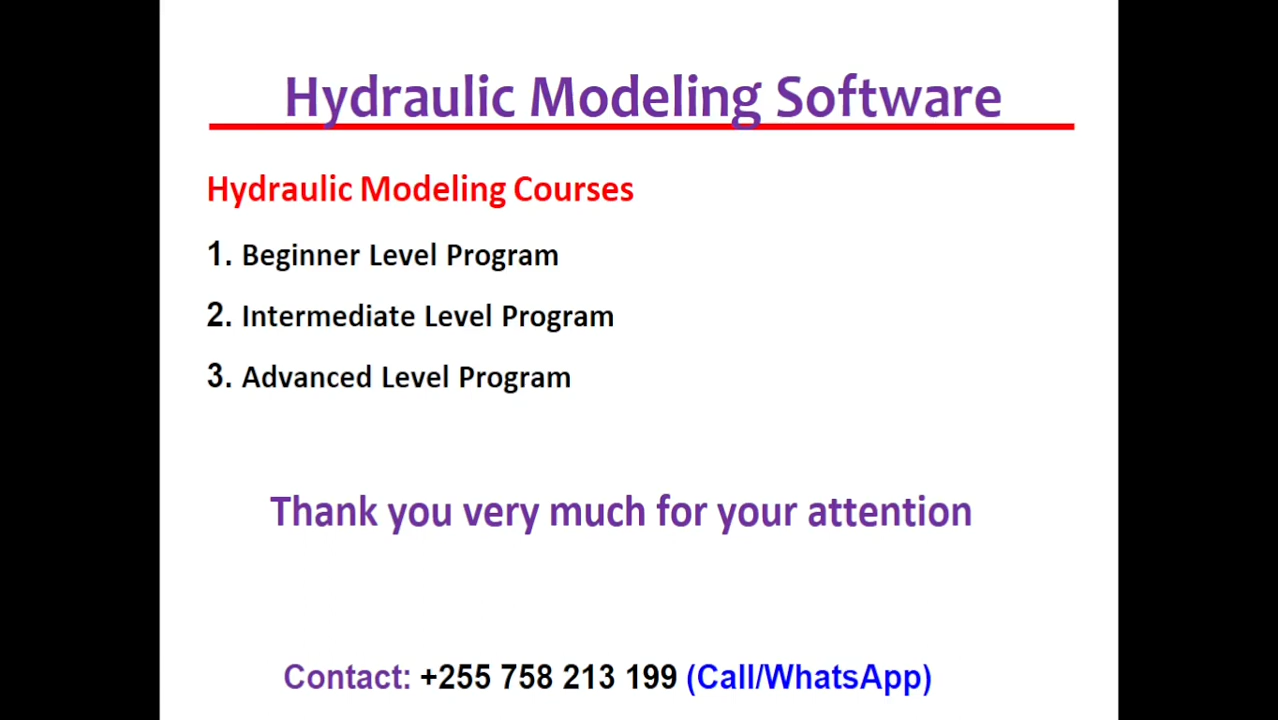 Hydraulic Modeling Software
Hydraulic Modeling Courses
1. Beginner Level Program
2. Intermediate Level Program
3. Advanced Level Program
Thank you very much for your attention
Contact: +255 758 213 199 (Call/WhatsApp)